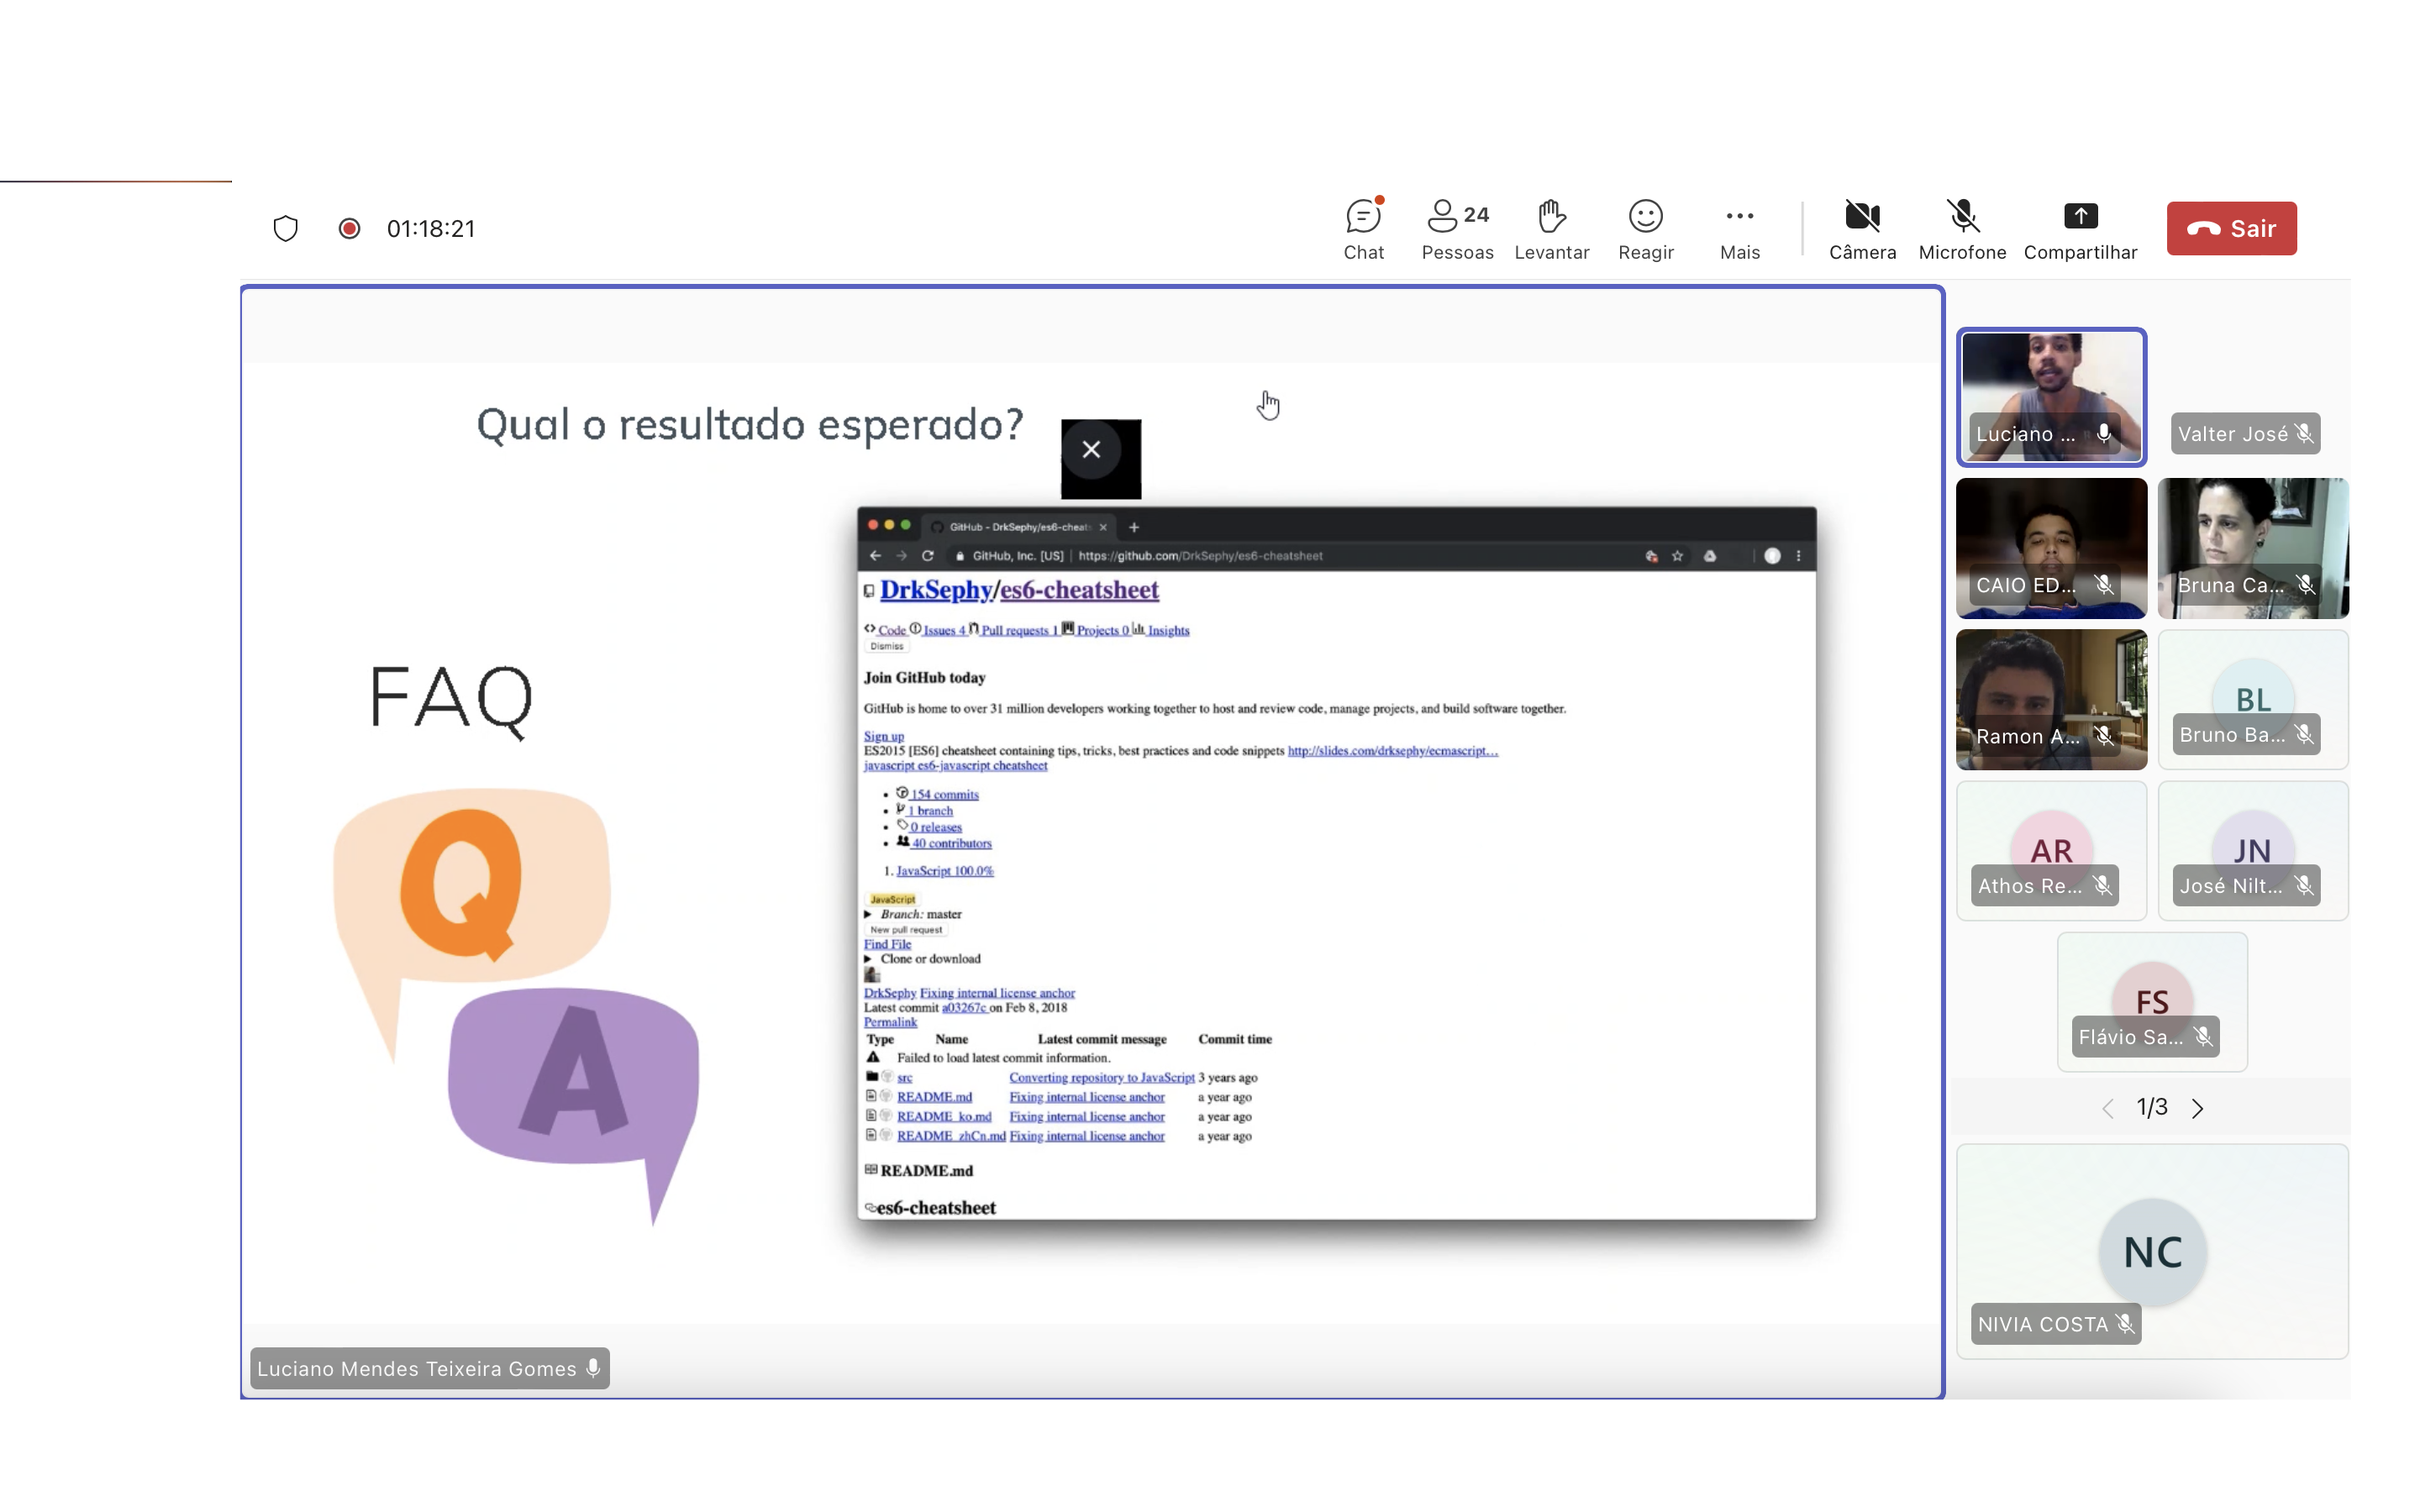 01:18:21
Chat
24
Pessoas
Levantar
Reagir
Mais
Câmera
Microfone
Compartilhar
Sair
Qual o resultado esperado?
FAQ
Q
A
GitHub - DrkSephy/es6-cheats
GitHub, Inc. [US] | https://github.com/DrkSephy/es6-cheatsheet
DrkSephy/es6-cheatsheet
Code Issues 4 Pull requests 1 Projects 0 Insights
Dismiss
Join GitHub today
GitHub is home to over 31 million developers working together to host and review code, manage projects, and build software together.
Sign up
ES2015 [ES6] cheatsheet containing tips, tricks, best practices and code snippets http://slides.com/drksephy/ecmascript…
javascript es6-javascript cheatsheet
154 commits
1 branch
0 releases
40 contributors
1. JavaScript 100.0%
JavaScript
Branch: master
New pull request
Find File
Clone or download
DrkSephy Fixing internal license anchor
Latest commit a03267c on Feb 8, 2018
Permalink
Type Name Latest commit message Commit time
Failed to load latest commit information.
src Converting repository to JavaScript 3 years ago
README.md Fixing internal license anchor a year ago
README_ko.md Fixing internal license anchor a year ago
README_zhCn.md Fixing internal license anchor a year ago
README.md
es6-cheatsheet
Luciano Mendes Teixeira Gomes
Luciano ...
Valter José
CAIO ED...
Bruna Ca...
Ramon A...
BL
Bruno Ba...
AR
Athos Re...
JN
José Nilt...
FS
Flávio Sa...
1/3
NC
NIVIA COSTA